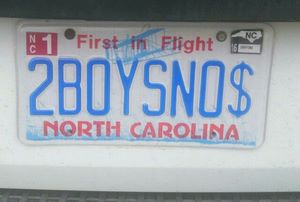 NC 1 First in Flight NC
2BOYSNO$
NORTH CAROLINA